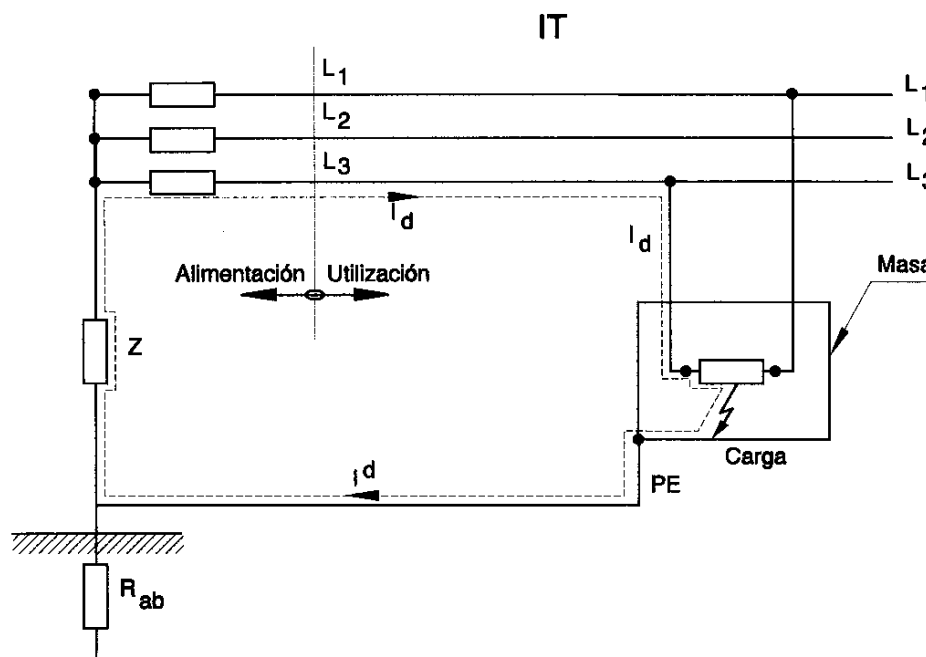 IT
L1
L1
L2
L2
L3
L3
Id
Id
Alimentación
Utilización
Masa
Z
Carga
Id
PE
Rab